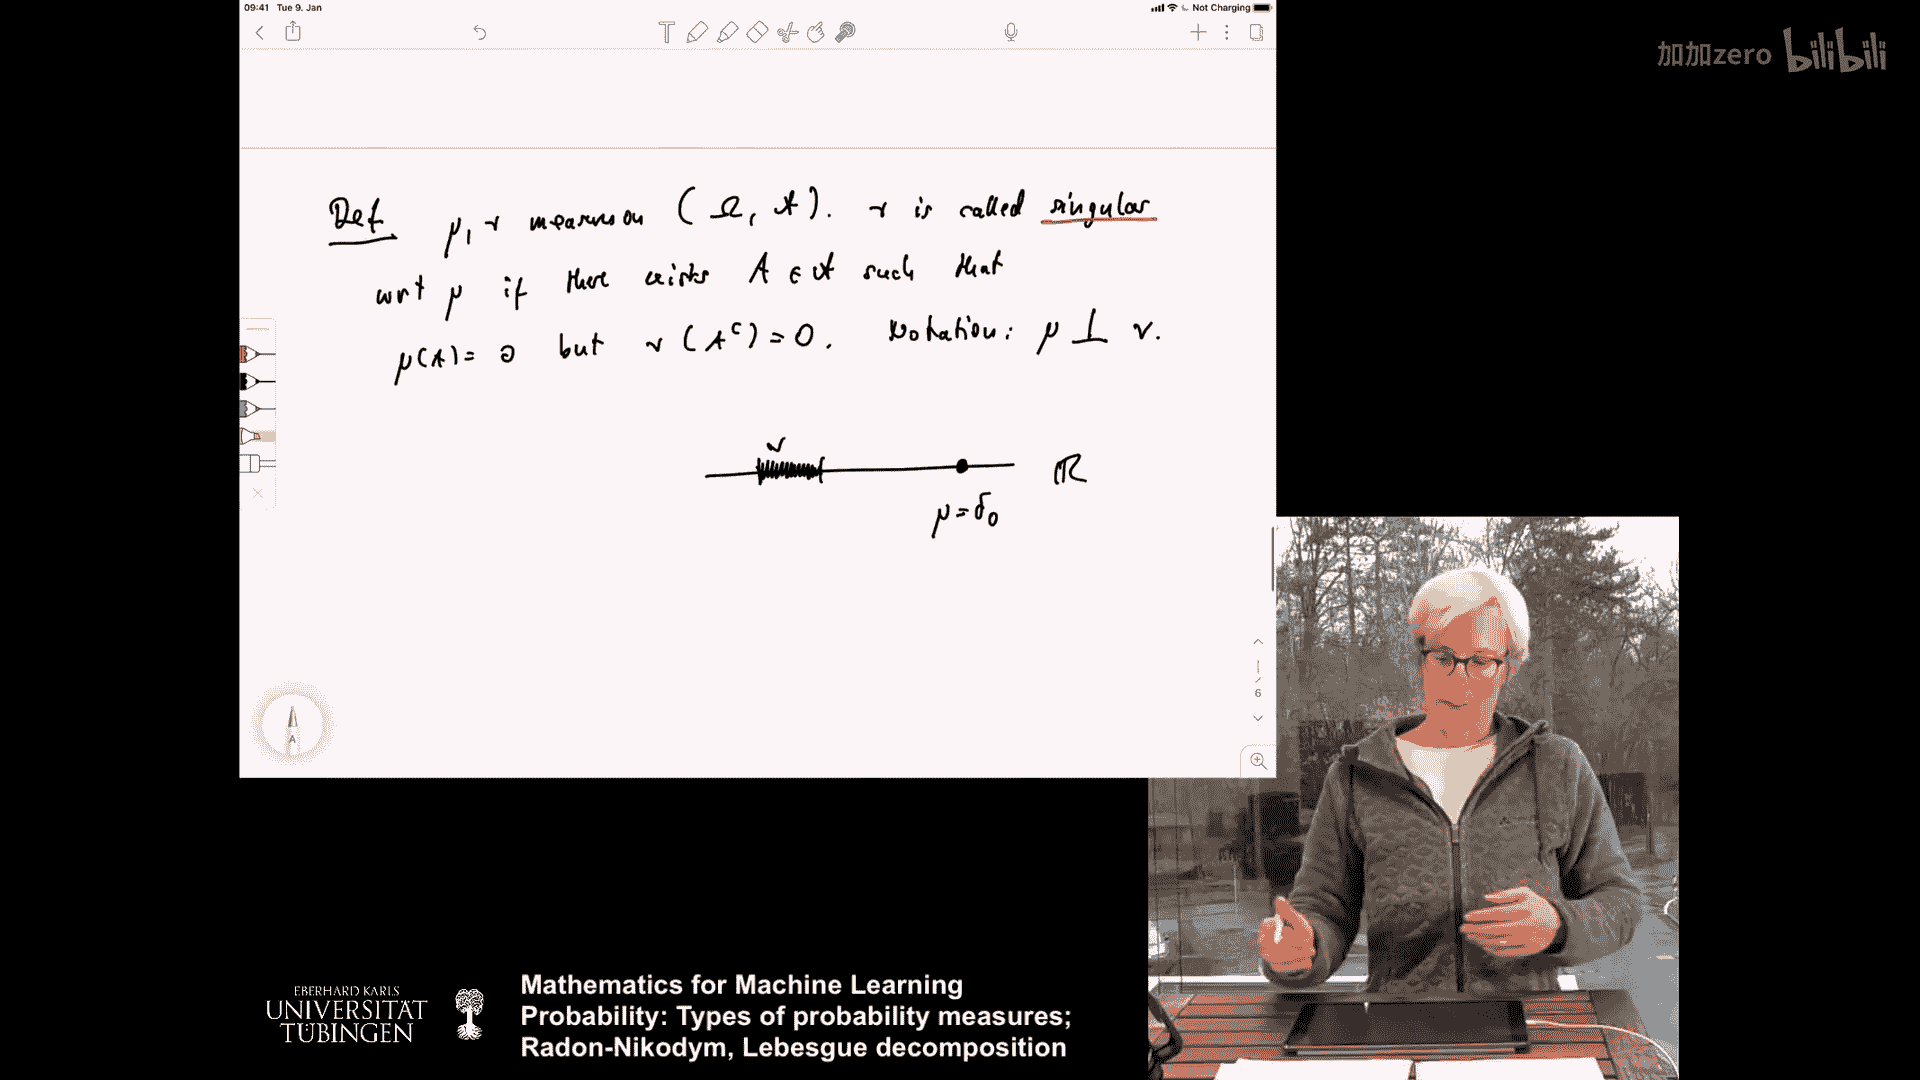 09:41 Tue 9. Jan
Not Charging
加加zero bilibili
T
Def μ, ν measures on (Ω, 𝒜). ν is called singular
wrt μ if there exists A ∈ 𝒜 such that
μ(A) = 0 but ν(Aᶜ) = 0. Notation: μ ⊥ ν.
ν
ℝ
μ = δ₀
6
A
EBERHARD KARLS
UNIVERSITÄT
TÜBINGEN
Mathematics for Machine Learning
Probability: Types of probability measures;
Radon-Nikodym, Lebesgue decomposition